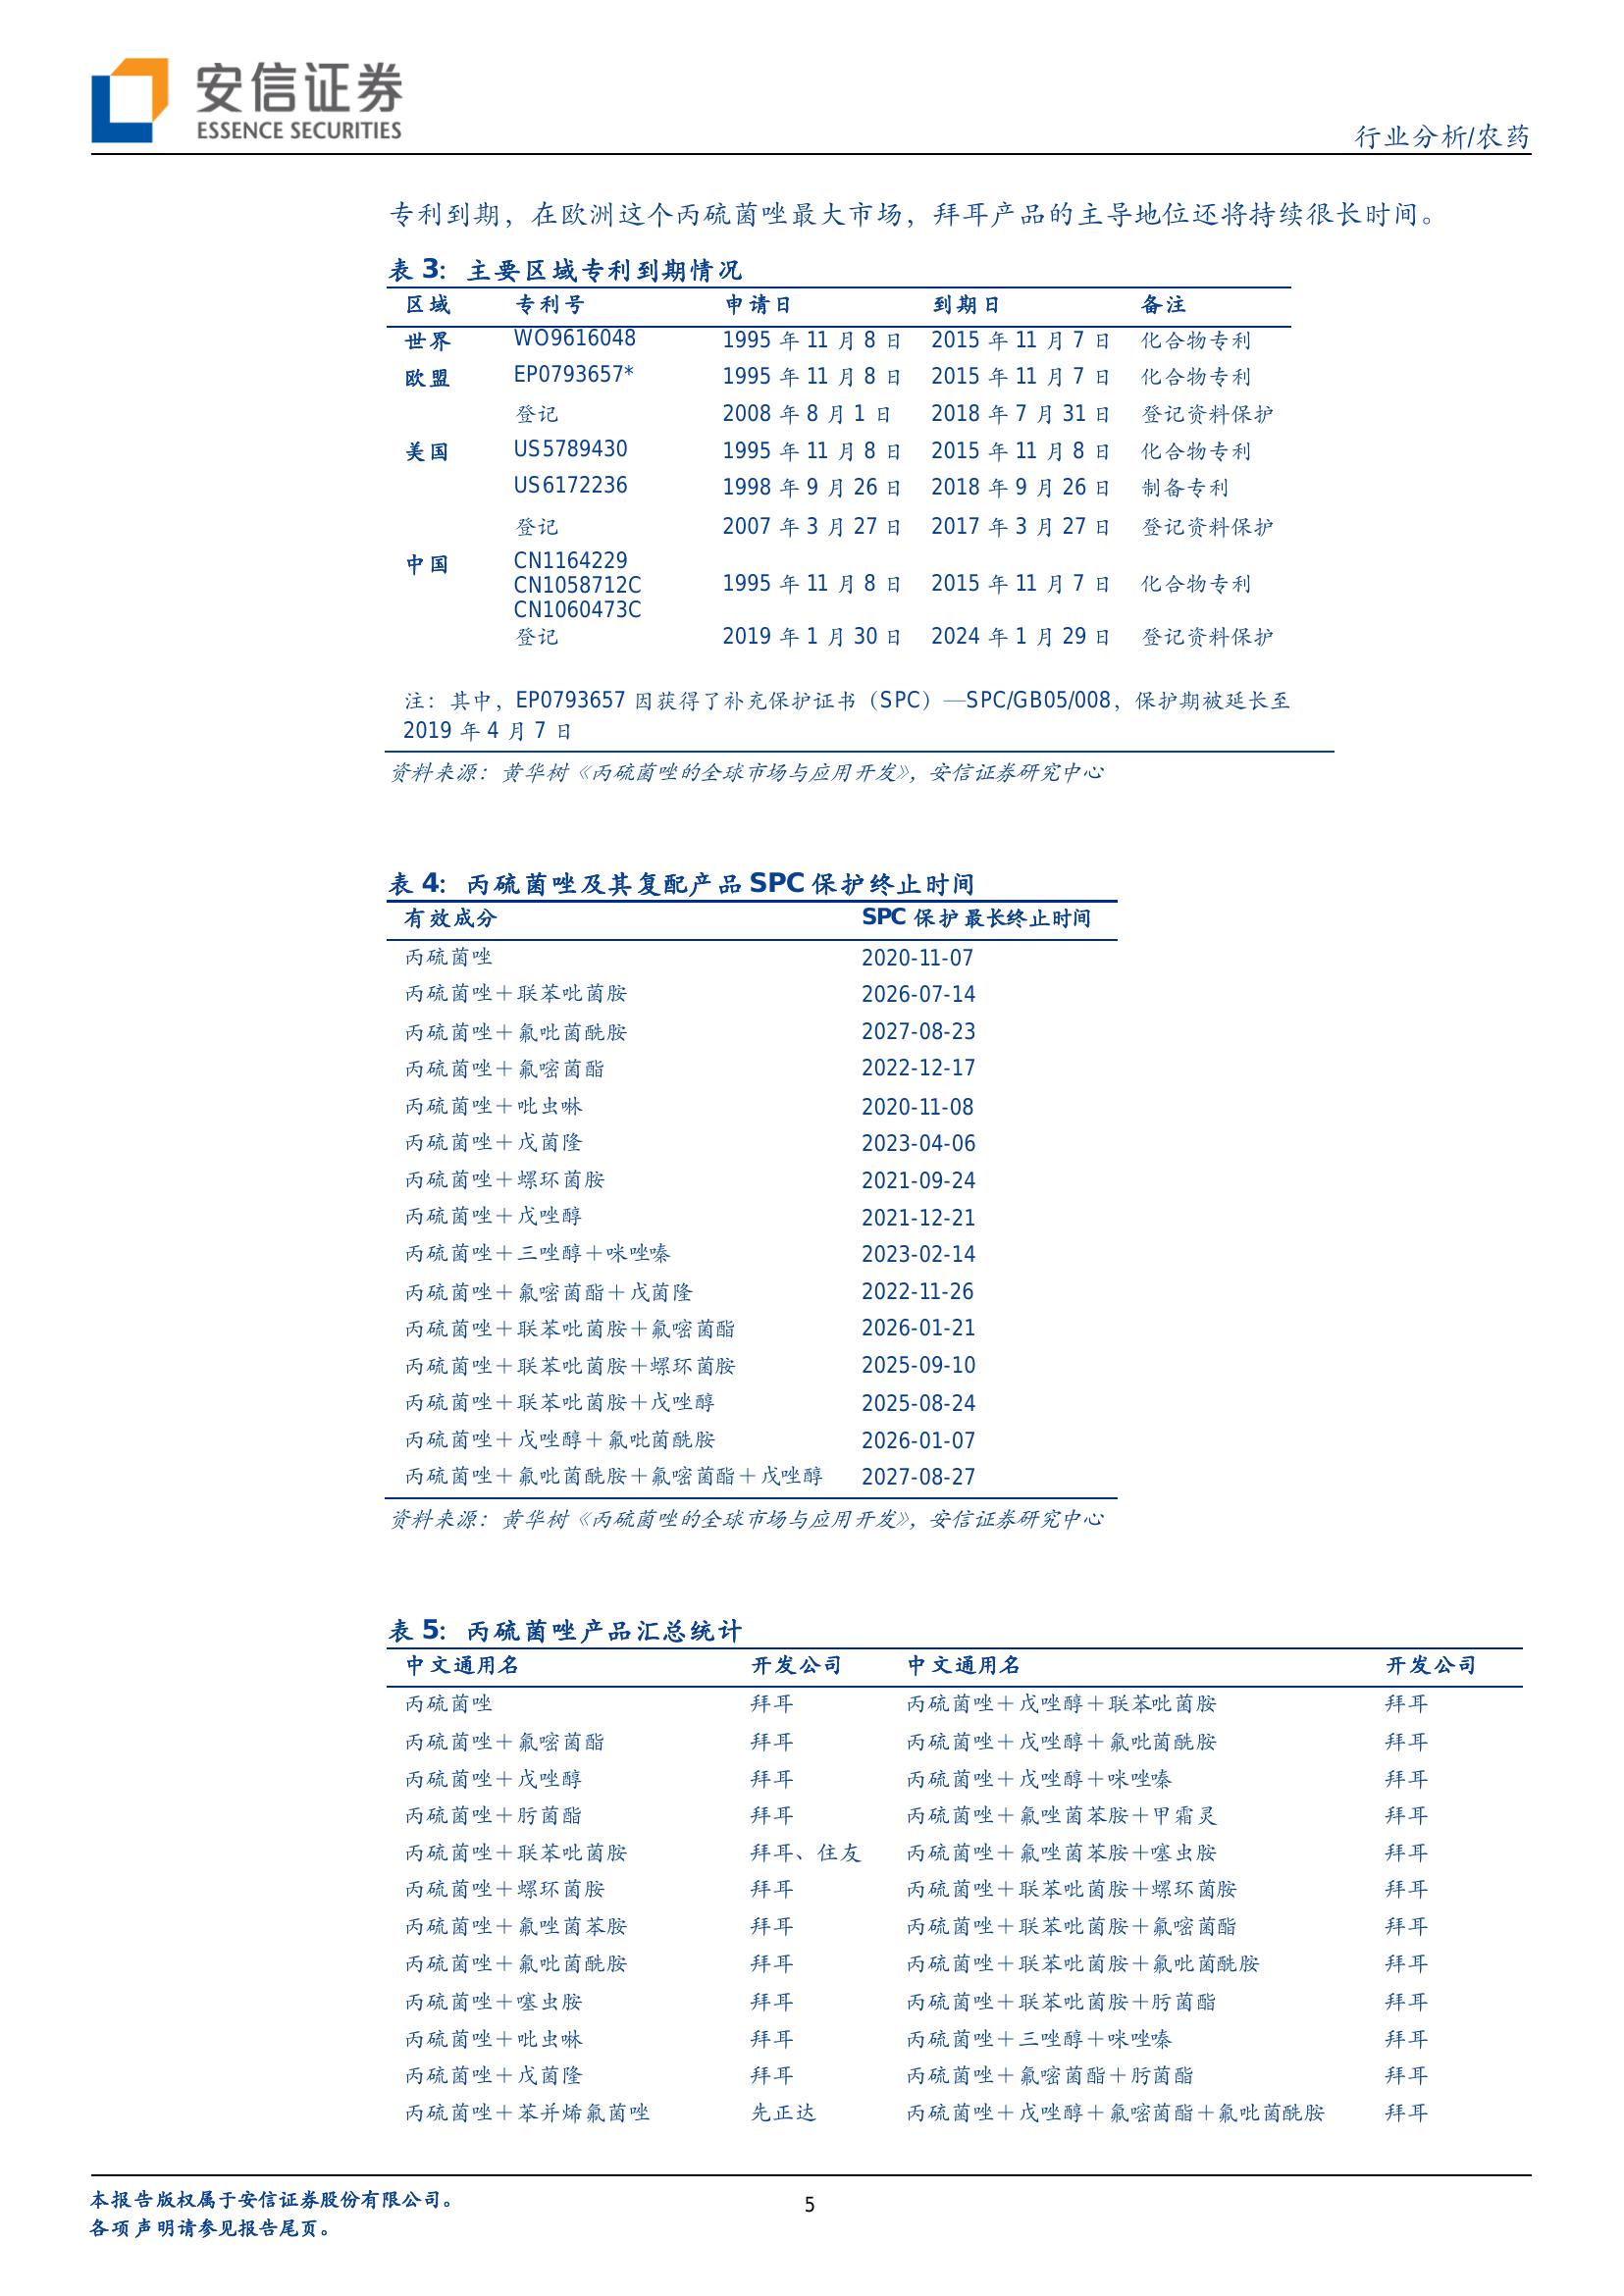 安信证券
ESSENCE SECURITIES
行业分析/农药
专利到期，在欧洲这个丙硫菌唑最大市场，拜耳产品的主导地位还将持续很长时间。
表 3: 主要区域专利到期情况
区域 专利号 申请日 到期日 备注
世界 WO9616048 1995 年 11 月 8 日 2015 年 11 月 7 日 化合物专利
欧盟 EP0793657* 1995 年 11 月 8 日 2015 年 11 月 7 日 化合物专利
登记 2008 年 8 月 1 日 2018 年 7 月 31 日 登记资料保护
美国 US5789430 1995 年 11 月 8 日 2015 年 11 月 8 日 化合物专利
US6172236 1998 年 9 月 26 日 2018 年 9 月 26 日 制备专利
登记 2007 年 3 月 27 日 2017 年 3 月 27 日 登记资料保护
中国 CN1164229
CN1058712C 1995 年 11 月 8 日 2015 年 11 月 7 日 化合物专利
CN1060473C
登记 2019 年 1 月 30 日 2024 年 1 月 29 日 登记资料保护
注：其中，EP0793657 因获得了补充保护证书（SPC）—SPC/GB05/008，保护期被延长至
2019 年 4 月 7 日
资料来源：黄华树《丙硫菌唑的全球市场与应用开发》，安信证券研究中心
表 4: 丙硫菌唑及其复配产品 SPC 保护终止时间
有效成分 SPC 保护最长终止时间
丙硫菌唑 2020-11-07
丙硫菌唑＋联苯吡菌胺 2026-07-14
丙硫菌唑＋氟吡菌酰胺 2027-08-23
丙硫菌唑＋氟嘧菌酯 2022-12-17
丙硫菌唑＋吡虫啉 2020-11-08
丙硫菌唑＋戊菌隆 2023-04-06
丙硫菌唑＋螺环菌胺 2021-09-24
丙硫菌唑＋戊唑醇 2021-12-21
丙硫菌唑＋三唑醇＋咪唑嗪 2023-02-14
丙硫菌唑＋氟嘧菌酯＋戊菌隆 2022-11-26
丙硫菌唑＋联苯吡菌胺＋氟嘧菌酯 2026-01-21
丙硫菌唑＋联苯吡菌胺＋螺环菌胺 2025-09-10
丙硫菌唑＋联苯吡菌胺＋戊唑醇 2025-08-24
丙硫菌唑＋戊唑醇＋氟吡菌酰胺 2026-01-07
丙硫菌唑＋氟吡菌酰胺＋氟嘧菌酯＋戊唑醇 2027-08-27
资料来源：黄华树《丙硫菌唑的全球市场与应用开发》，安信证券研究中心
表 5: 丙硫菌唑产品汇总统计
中文通用名 开发公司 中文通用名 开发公司
丙硫菌唑 拜耳 丙硫菌唑＋戊唑醇＋联苯吡菌胺 拜耳
丙硫菌唑＋氟嘧菌酯 拜耳 丙硫菌唑＋戊唑醇＋氟吡菌酰胺 拜耳
丙硫菌唑＋戊唑醇 拜耳 丙硫菌唑＋戊唑醇＋咪唑嗪 拜耳
丙硫菌唑＋肟菌酯 拜耳 丙硫菌唑＋氟唑菌苯胺＋甲霜灵 拜耳
丙硫菌唑＋联苯吡菌胺 拜耳、住友 丙硫菌唑＋氟唑菌苯胺＋噻虫胺 拜耳
丙硫菌唑＋螺环菌胺 拜耳 丙硫菌唑＋联苯吡菌胺＋螺环菌胺 拜耳
丙硫菌唑＋氟唑菌苯胺 拜耳 丙硫菌唑＋联苯吡菌胺＋氟嘧菌酯 拜耳
丙硫菌唑＋氟吡菌酰胺 拜耳 丙硫菌唑＋联苯吡菌胺＋氟吡菌酰胺 拜耳
丙硫菌唑＋噻虫胺 拜耳 丙硫菌唑＋联苯吡菌胺＋肟菌酯 拜耳
丙硫菌唑＋吡虫啉 拜耳 丙硫菌唑＋三唑醇＋咪唑嗪 拜耳
丙硫菌唑＋戊菌隆 拜耳 丙硫菌唑＋氟嘧菌酯＋肟菌酯 拜耳
丙硫菌唑＋苯并烯氟菌唑 先正达 丙硫菌唑＋戊唑醇＋氟嘧菌酯＋氟吡菌酰胺 拜耳
本报告版权属于安信证券股份有限公司。
各项声明请参见报告尾页。
5